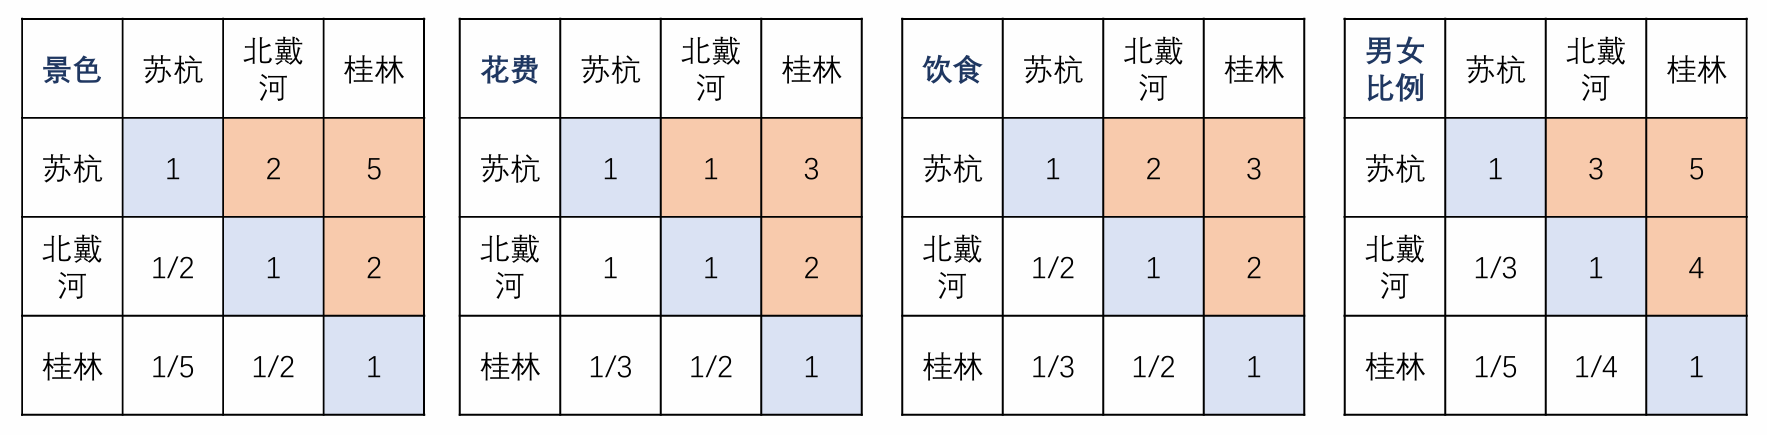 景色 苏杭 北戴河 桂林
苏杭 1 2 5
北戴河 1/2 1 2
桂林 1/5 1/2 1
花费 苏杭 北戴河 桂林
苏杭 1 1 3
北戴河 1 1 2
桂林 1/3 1/2 1
饮食 苏杭 北戴河 桂林
苏杭 1 2 3
北戴河 1/2 1 2
桂林 1/3 1/2 1
男女比例 苏杭 北戴河 桂林
苏杭 1 3 5
北戴河 1/3 1 4
桂林 1/5 1/4 1